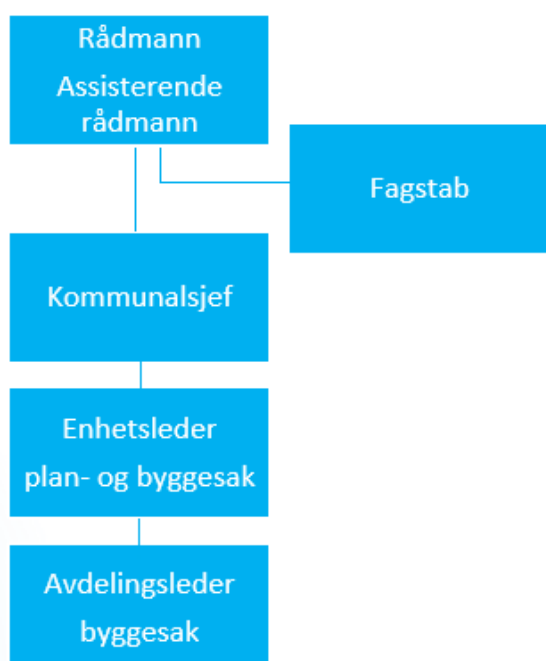 Rådmann
Assisterende
rådmann
Fagstab
Kommunalsjef
Enhetsleder
plan- og byggesak
Avdelingsleder
byggesak